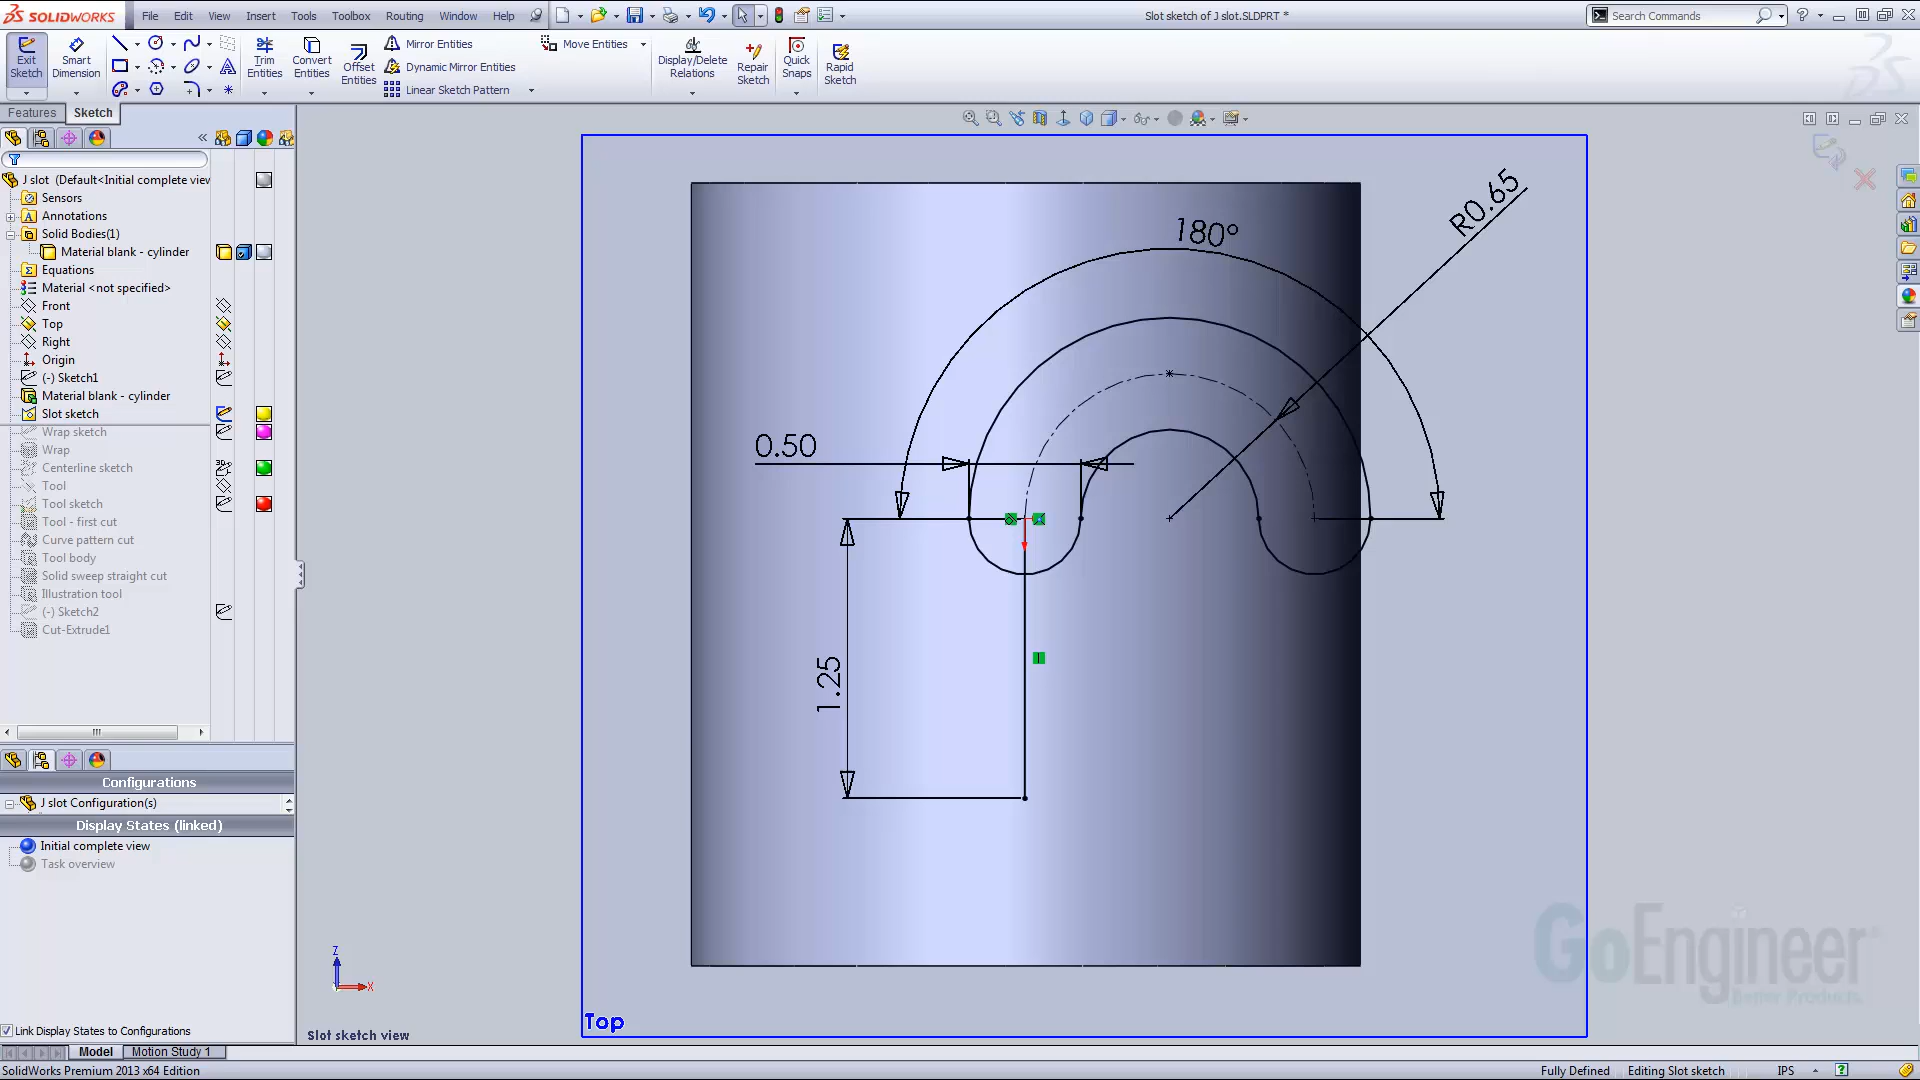 SOLIDWORKS File Edit View Insert Tools Toolbox Routing Window Help Slot sketch of J slot.SLDPRT * Search Commands
Exit Sketch
Smart Dimension
Trim Entities
Convert Entities
Offset Entities
Mirror Entities
Dynamic Mirror Entities
Linear Sketch Pattern
Move Entities
Display/Delete Relations
Repair Sketch
Quick Snaps
Rapid Sketch
Features Sketch
J slot (Default<Initial complete view
Sensors
Annotations
Solid Bodies(1)
Material blank - cylinder
Equations
Material <not specified>
Front
Top
Right
Origin
(-) Sketch1
Material blank - cylinder
Slot sketch
Wrap sketch
Wrap
Centerline sketch
Tool
Tool sketch
Tool - first cut
Curve pattern cut
Tool body
Solid sweep straight cut
Illustration tool
(-) Sketch2
Cut-Extrude1
Configurations
J slot Configuration(s)
Display States (linked)
Initial complete view
Task overview
Link Display States to Configurations
Model Motion Study 1
SolidWorks Premium 2013 x64 Edition
180°
R0.65
0.50
1.25
Z
X
Top
Slot sketch view
GoEngineer
Better Products.
Fully Defined Editing Slot sketch IPS